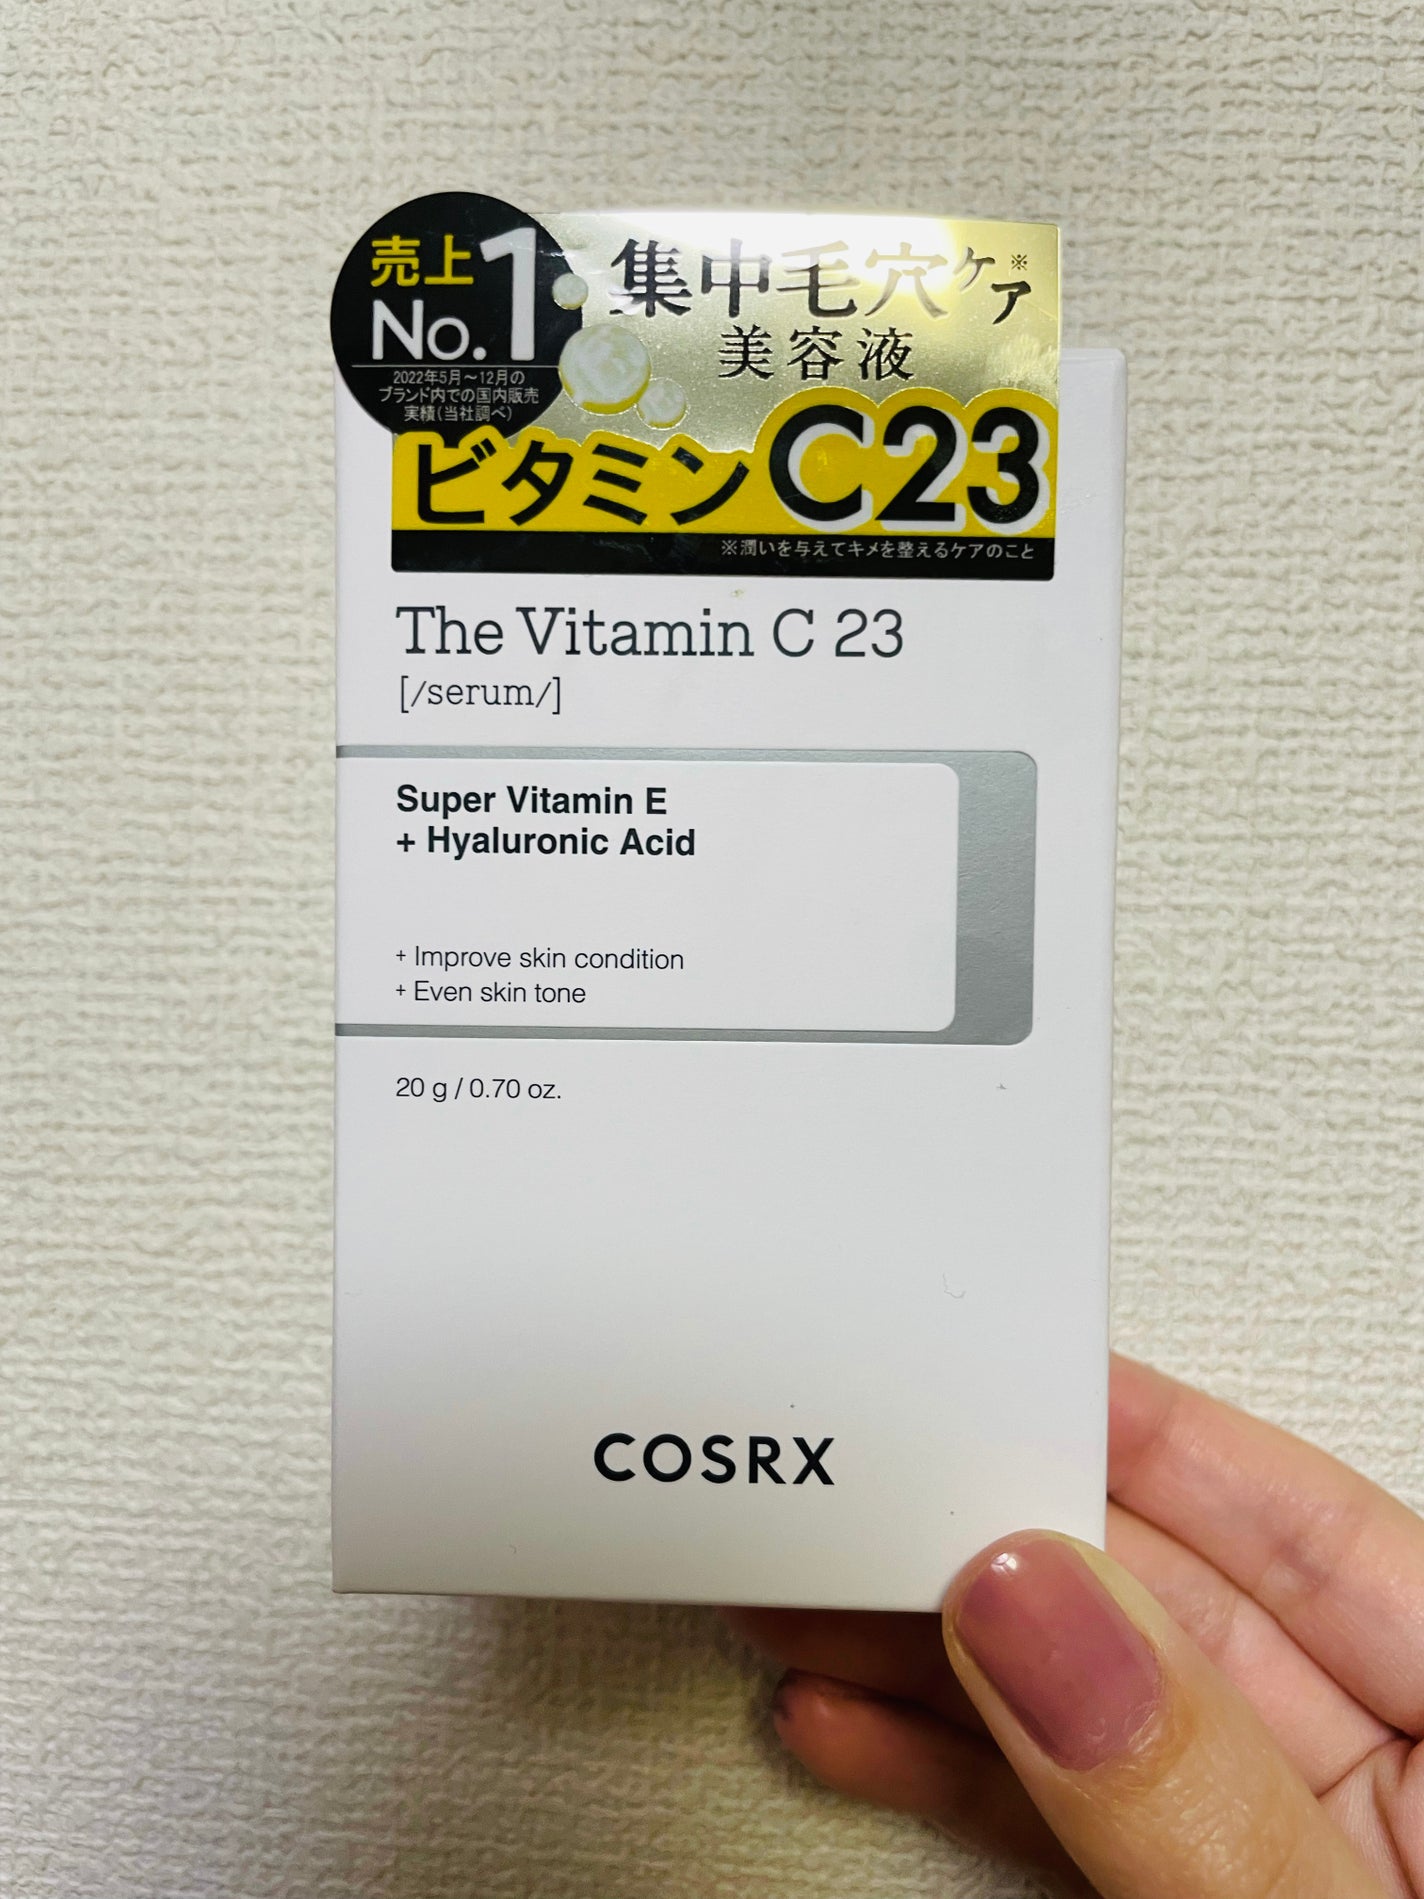 売上
No.1
2022年5月～12月の
ブランド内での国内販売
実績(当社調べ)
集中毛穴ケア※
美容液
ビタミンC23
※潤いを与えてキメを整えるケアのこと
The Vitamin C 23
[/serum/]
Super Vitamin E
+ Hyaluronic Acid
+ Improve skin condition
+ Even skin tone
20 g / 0.70 oz.
COSRX